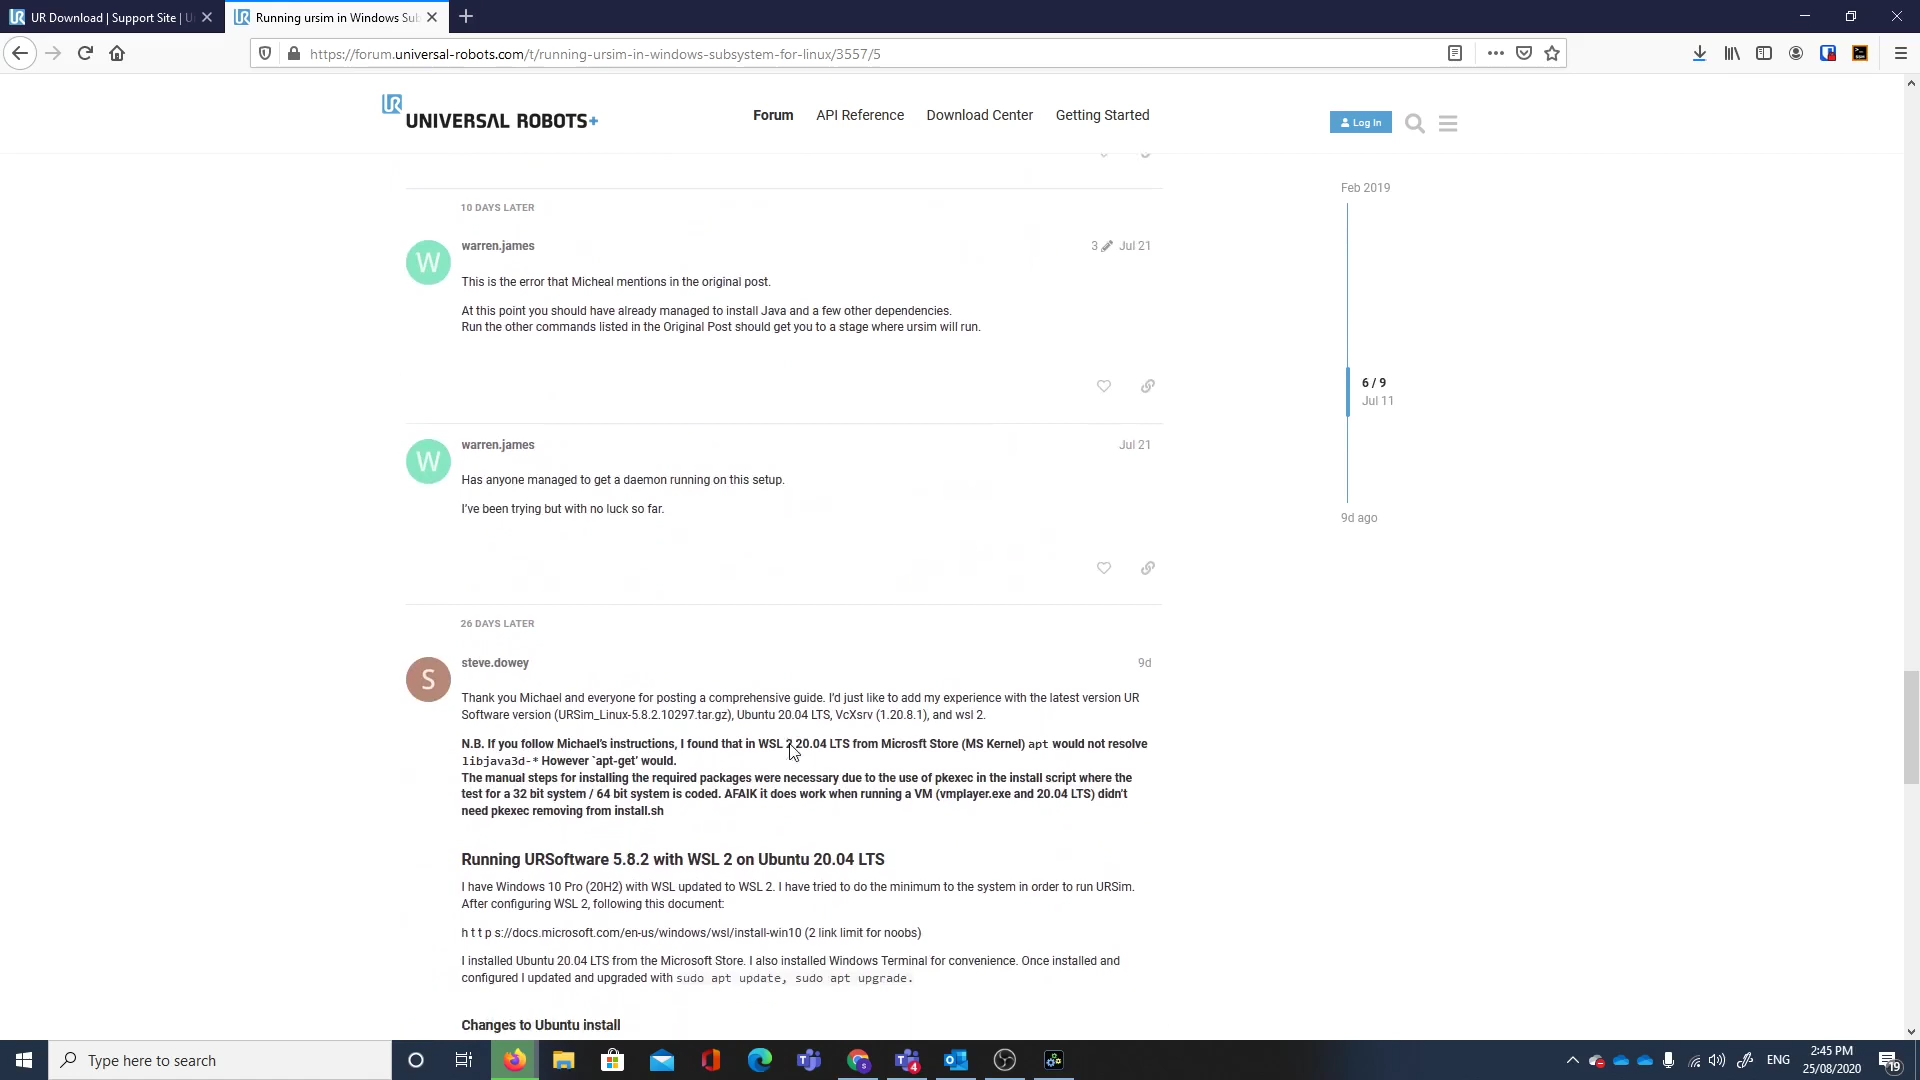 UR Download | Support Site | U
Running ursim in Windows Sub
https://forum.universal-robots.com/t/running-ursim-in-windows-subsystem-for-linux/3557/5
UR
UNIVERSAL ROBOTS+
Forum
API Reference
Download Center
Getting Started
Log In
Feb 2019
6 / 9
Jul 11
9d ago
10 DAYS LATER
W
warren.james
3
Jul 21
This is the error that Micheal mentions in the original post.
At this point you should have already managed to install Java and a few other dependencies.
Run the other commands listed in the Original Post should get you to a stage where ursim will run.
W
warren.james
Jul 21
Has anyone managed to get a daemon running on this setup.
I've been trying but with no luck so far.
26 DAYS LATER
S
steve.dowey
9d
Thank you Michael and everyone for posting a comprehensive guide. I'd just like to add my experience with the latest version UR
Software version (URSim_Linux-5.8.2.10297.tar.gz), Ubuntu 20.04 LTS, VcXsrv (1.20.8.1), and wsl 2.
N.B. If you follow Michael's instructions, I found that in WSL 2 20.04 LTS from Microsft Store (MS Kernel) apt would not resolve
libjava3d-* However `apt-get' would.
The manual steps for installing the required packages were necessary due to the use of pkexec in the install script where the
test for a 32 bit system / 64 bit system is coded. AFAIK it does work when running a VM (vmplayer.exe and 20.04 LTS) didn't
need pkexec removing from install.sh
Running URSoftware 5.8.2 with WSL 2 on Ubuntu 20.04 LTS
I have Windows 10 Pro (20H2) with WSL updated to WSL 2. I have tried to do the minimum to the system in order to run URSim.
After configuring WSL 2, following this document:
h t t p s://docs.microsoft.com/en-us/windows/wsl/install-win10 (2 link limit for noobs)
I installed Ubuntu 20.04 LTS from the Microsoft Store. I also installed Windows Terminal for convenience. Once installed and
configured I updated and upgraded with sudo apt update, sudo apt upgrade.
Changes to Ubuntu install
Type here to search
4
ENG
2:45 PM
25/08/2020
19